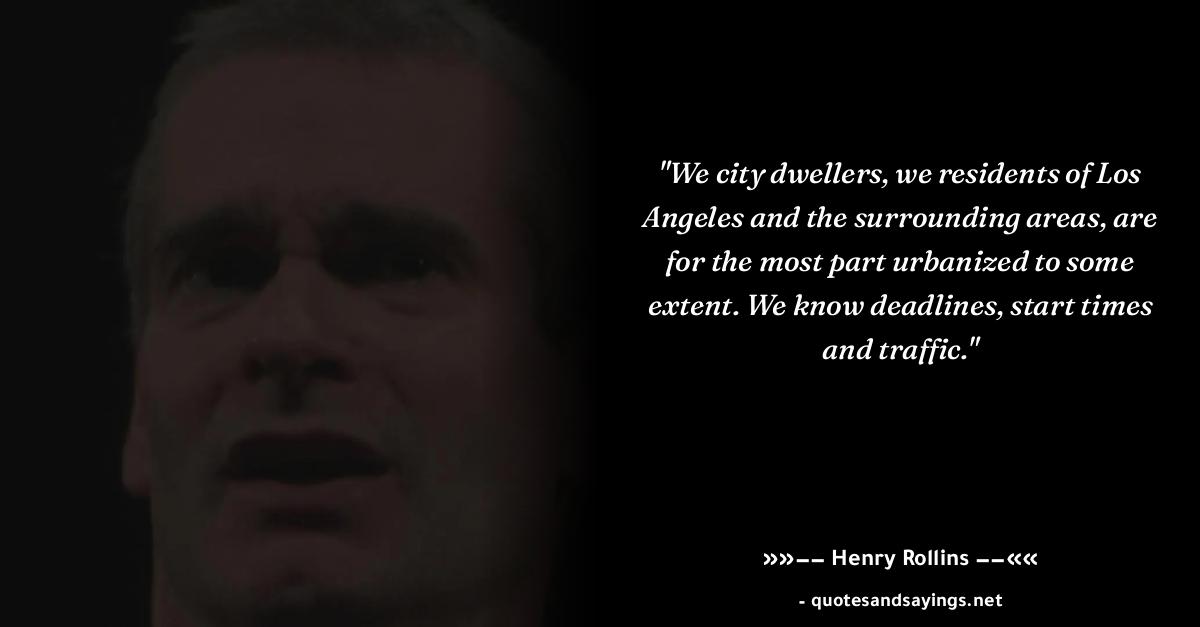 "We city dwellers, we residents of Los
Angeles and the surrounding areas, are
for the most part urbanized to some
extent. We know deadlines, start times
and traffic."
»»—— Henry Rollins ——««
- quotesandsayings.net